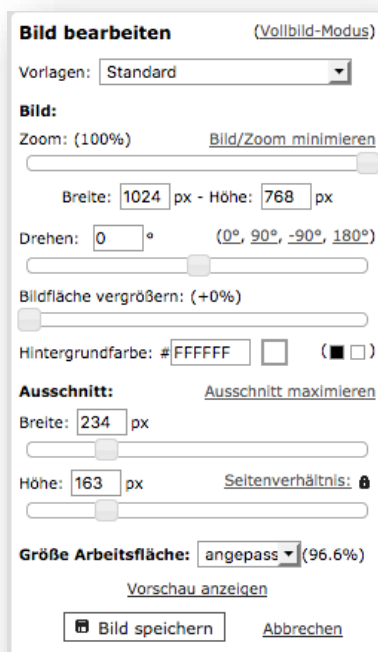 Bild bearbeiten (Vollbild-Modus)
Vorlagen: Standard
Bild:
Zoom: (100%) Bild/Zoom minimieren
Breite: 1024 px - Höhe: 768 px
Drehen: 0 ° (0°, 90°, -90°, 180°)
Bildfläche vergrößern: (+0%)
Hintergrundfarbe: #FFFFFF ( )
Ausschnitt: Ausschnitt maximieren
Breite: 234 px
Höhe: 163 px Seitenverhältnis:
Größe Arbeitsfläche: angepass (96.6%)
Vorschau anzeigen
Bild speichern Abbrechen